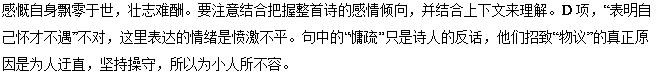 感慨自身飘零于世，壮志难酬。要注意结合把握整首诗的感情倾向，并结合上下文来理解。D 项，“表明自
己怀才不遇”不对，这里表达的情绪是愤激不平。句中的“慵疏”只是诗人的反话，他们招致“物议”的真正原
因是为人迂直，坚持操守，所以为小人所不容。